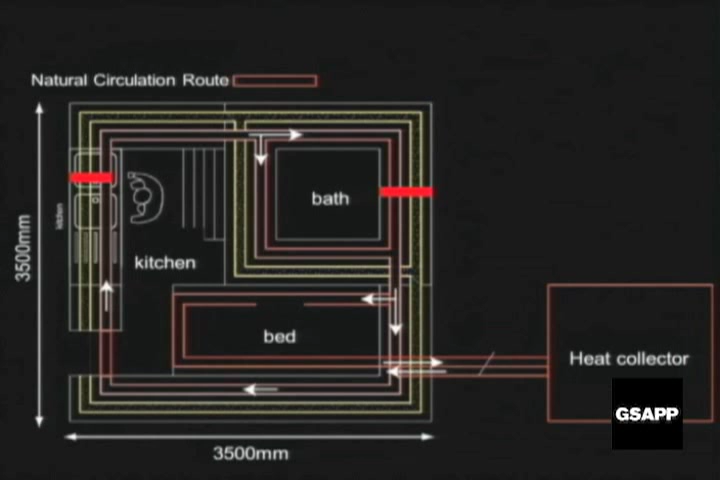 Natural Circulation Route
3500mm
kitchen
bath
kitchen
bed
Heat collector
GSAPP
3500mm